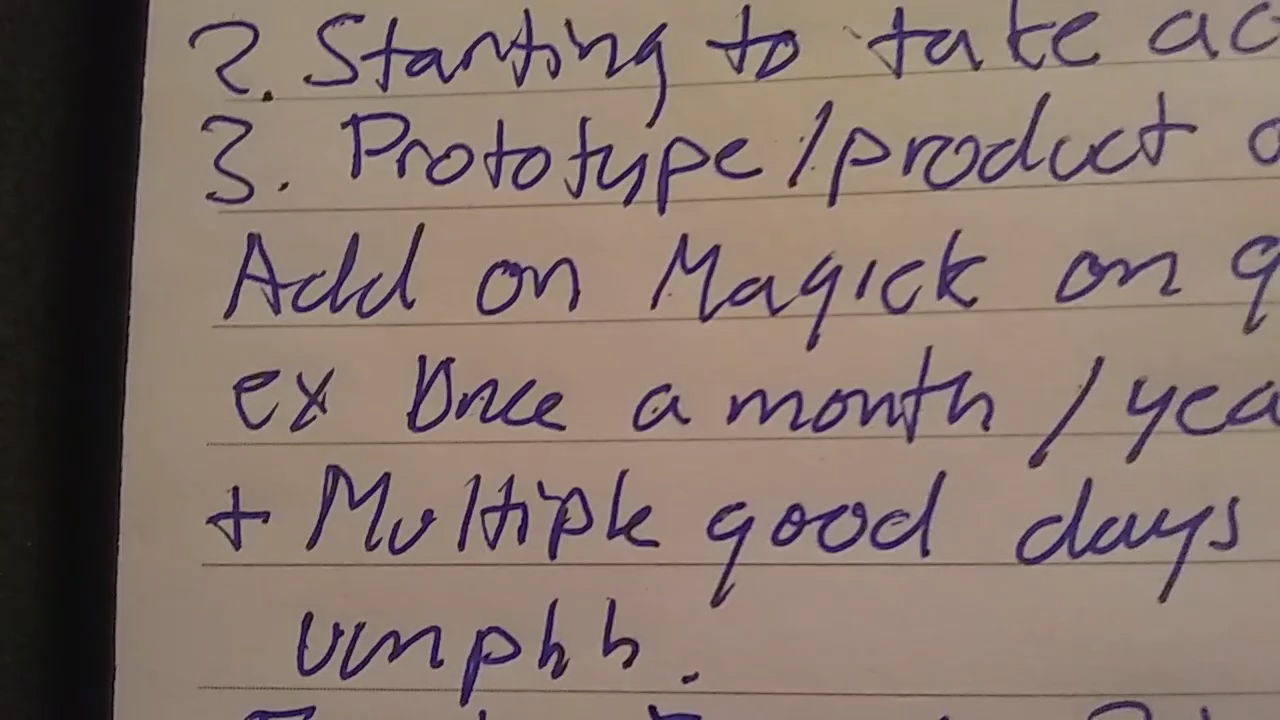 2. Starting to take ac
3. Prototype/product
Add on Magick on g
ex Once a month / yea
+ Multiple good days
umphh.